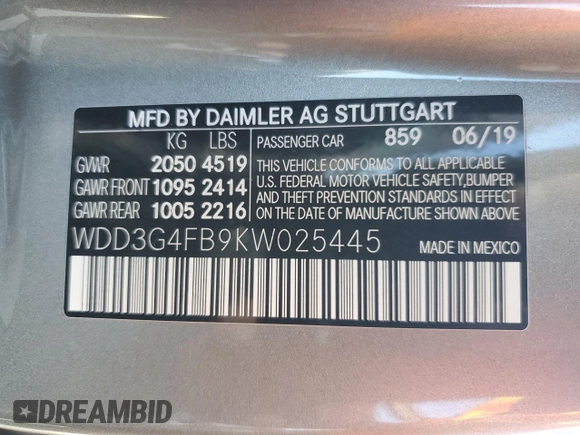 MFD BY DAIMLER AG STUTTGART
KG LBS PASSENGER CAR 859 06/19
GVWR 2050 4519
GAWR FRONT 1095 2414
GAWR REAR 1005 2216
THIS VEHICLE CONFORMS TO ALL APPLICABLE
U.S. FEDERAL MOTOR VEHICLE SAFETY, BUMPER
AND THEFT PREVENTION STANDARDS IN EFFECT
ON THE DATE OF MANUFACTURE SHOWN ABOVE.
WDD3G4FB9KW025445 MADE IN MEXICO
DREAMBID